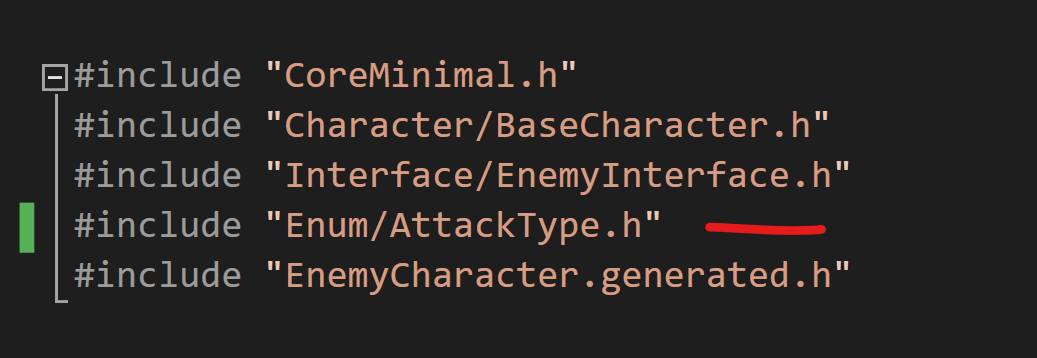 #include "CoreMinimal.h"
#include "Character/BaseCharacter.h"
#include "Interface/EnemyInterface.h"
#include "Enum/AttackType.h"
#include "EnemyCharacter.generated.h"